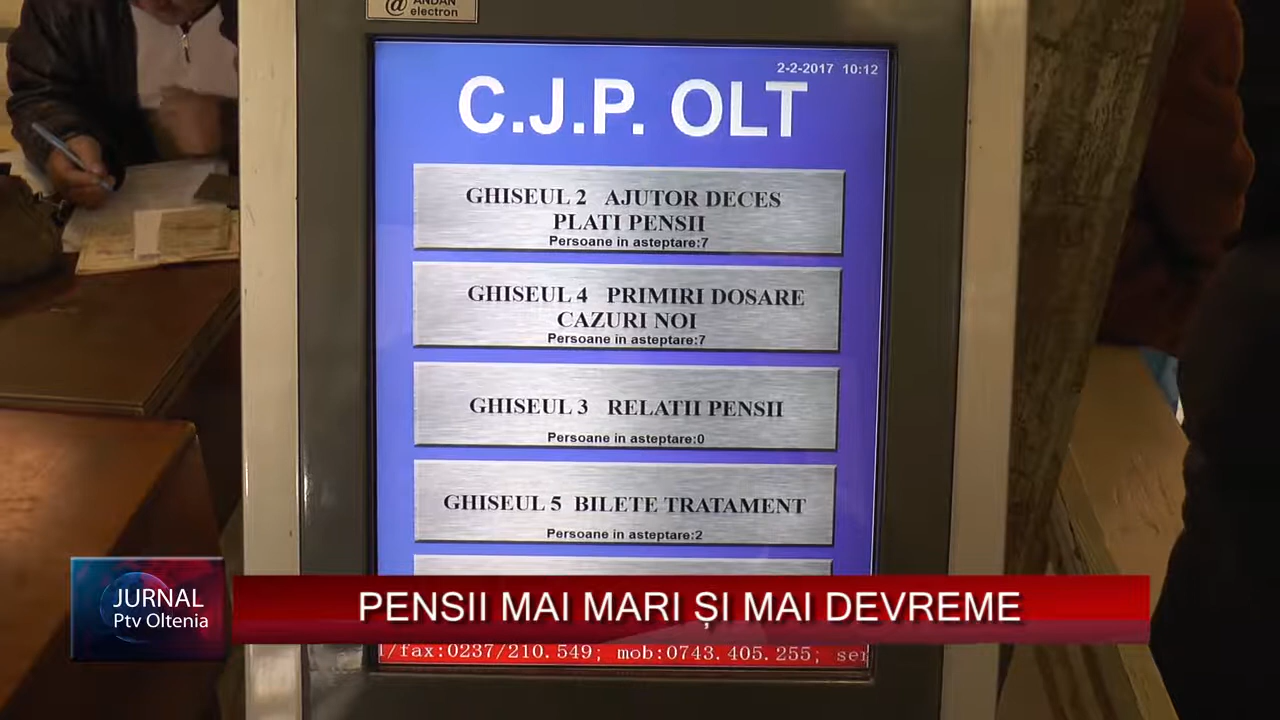 @ ANDAN
electron
2-2-2017 10:12
C.J.P. OLT
GHISEUL 2 AJUTOR DECES
PLATI PENSII
Persoane in asteptare:7
GHISEUL 4 PRIMIRI DOSARE
CAZURI NOI
Persoane in asteptare:7
GHISEUL 3 RELATII PENSII
Persoane in asteptare:0
GHISEUL 5 BILETE TRATAMENT
Persoane in asteptare:2
JURNAL
Ptv Oltenia
PENSII MAI MARI ȘI MAI DEVREME
/fax:0237/210.549; mob:0743.405.255;